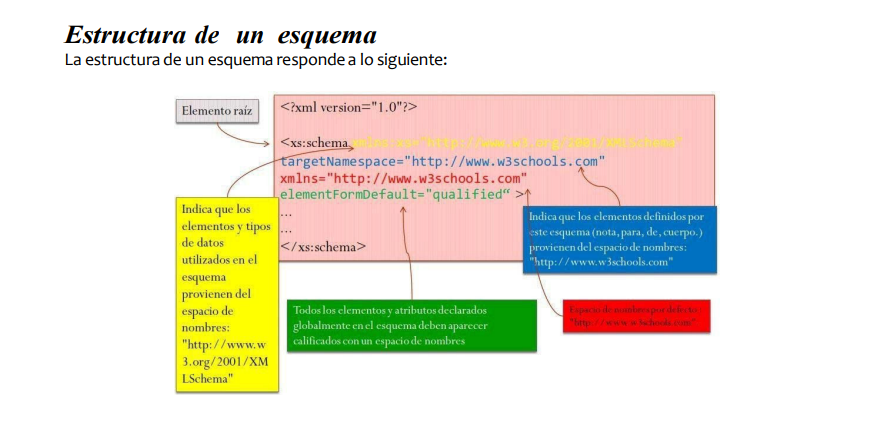 Estructura de un esquema
La estructura de un esquema responde a lo siguiente:
Elemento raíz
<?xml version="1.0"?>
<xs:schema xmlns:xs="http://www.w3.org/2001/XMLSchema"
targetNamespace="http://www.w3schools.com"
xmlns="http://www.w3schools.com"
elementFormDefault="qualified“ >
...
...
</xs:schema>
Indica que los
elementos y tipos
de datos
utilizados en el
esquema
provienen del
espacio de
nombres:
"http://www.w
3.org/2001/XM
LSchema"
Indica que los elementos definidos por
este esquema (nota, para, de, cuerpo.)
provienen del espacio de nombres:
"http://www.w3schools.com"
Todos los elementos y atributos declarados
globalmente en el esquema deben aparecer
calificados con un espacio de nombres
Espacio de nombres por defecto
"http://www.w3schools.com".